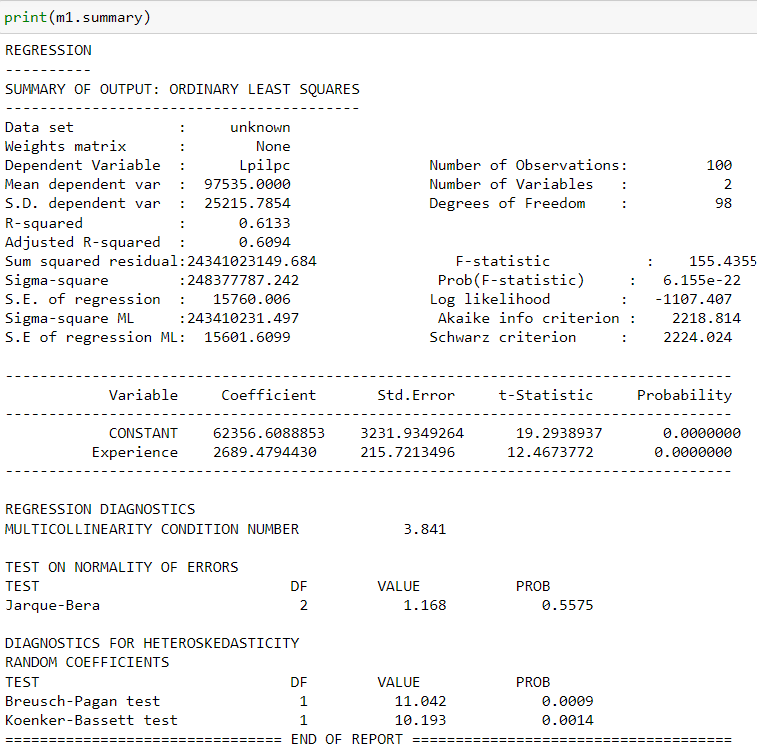 print(m1.summary)
REGRESSION
----------
SUMMARY OF OUTPUT: ORDINARY LEAST SQUARES
-----------------------------------------
Data set            :     unknown
Weights matrix      :        None
Dependent Variable  :      Lpilpc                Number of Observations:         100
Mean dependent var  :  97535.0000                Number of Variables   :           2
S.D. dependent var  :  25215.7854                Degrees of Freedom    :          98
R-squared           :      0.6133
Adjusted R-squared  :      0.6094
Sum squared residual:24341023149.684                F-statistic           :    155.4355
Sigma-square        :248377787.242                Prob(F-statistic)     :   6.155e-22
S.E. of regression  :   15760.006                Log likelihood        :   -1107.407
Sigma-square ML     :243410231.497                Akaike info criterion :    2218.814
S.E of regression ML:  15601.6099                Schwarz criterion     :    2224.024
------------------------------------------------------------------------------------
            Variable     Coefficient       Std.Error     t-Statistic     Probability
------------------------------------------------------------------------------------
            CONSTANT    62356.6088853    3231.9349264      19.2938937       0.0000000
          Experience    2689.4794430     215.7213496      12.4673772       0.0000000
------------------------------------------------------------------------------------
REGRESSION DIAGNOSTICS
MULTICOLLINEARITY CONDITION NUMBER            3.841
TEST ON NORMALITY OF ERRORS
TEST                             DF        VALUE           PROB
Jarque-Bera                       2           1.168           0.5575
DIAGNOSTICS FOR HETEROSKEDASTICITY
RANDOM COEFFICIENTS
TEST                             DF        VALUE           PROB
Breusch-Pagan test                1          11.042           0.0009
Koenker-Bassett test              1          10.193           0.0014
================================ END OF REPORT =====================================